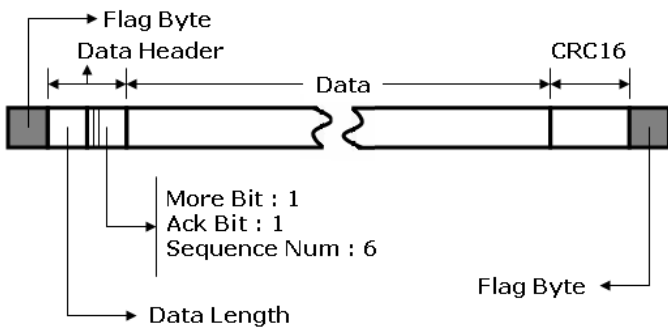 Flag Byte
Data Header
CRC16
Data
More Bit : 1
Ack Bit : 1
Sequence Num : 6
Flag Byte
Data Length